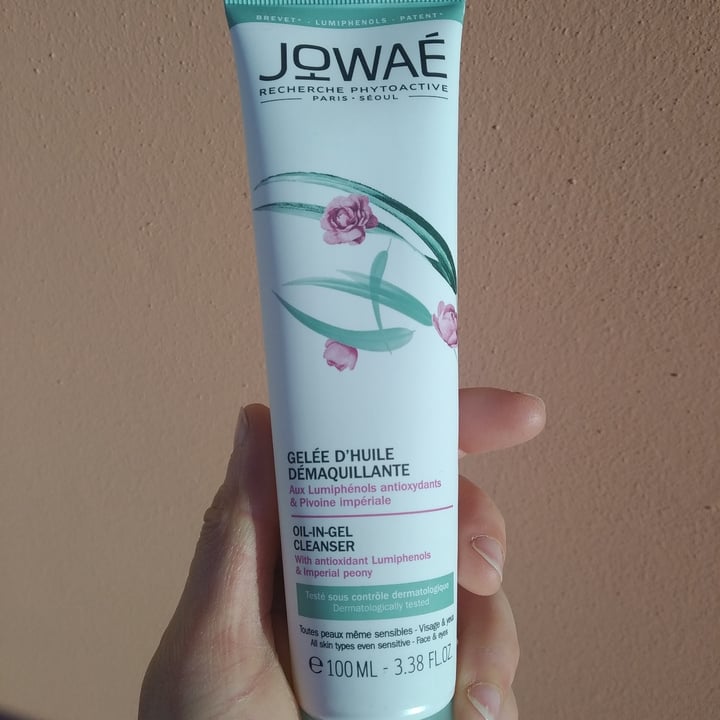 BREVET* - LUMIPHENOLS - PATENT*
JOWAÉ
RECHERCHE PHYTOACTIVE
PARIS - SÉOUL
GELÉE D'HUILE
DÉMAQUILLANTE
Aux Lumiphénols antioxydants
& Pivoine impériale
OIL-IN-GEL
CLEANSER
With antioxidant Lumiphenols
& Imperial peony
Testé sous contrôle dermatologique
Dermatologically tested
Toutes peaux même sensibles - Visage & yeux
All skin types even sensitive - Face & eyes
℮ 100 ML - 3.38 FL.OZ